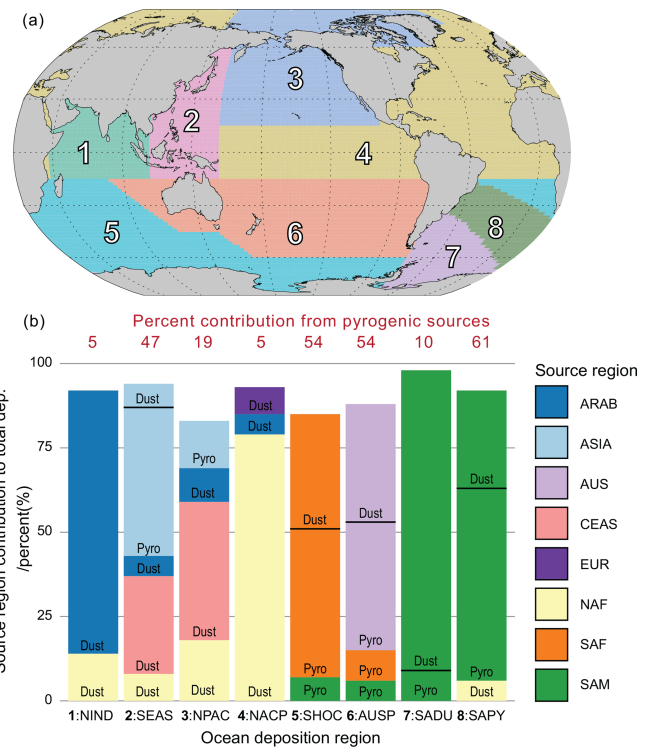 (a)
3
2
1
4
5
6
8
7
(b)
Percent contribution from pyrogenic sources
5 47 19 5 54 54 10 61
Source region contribution to total dep.
/percent(%)
100
75
50
25
0
Dust
Dust
Dust
Pyro
Dust
Dust
Dust
Pyro
Dust
Dust
Dust
Dust
Dust
Dust
Dust
Pyro
Pyro
Dust
Pyro
Pyro
Pyro
Dust
Pyro
Dust
Pyro
Dust
1:NIND 2:SEAS 3:NPAC 4:NACP 5:SHOC 6:AUSP 7:SADU 8:SAPY
Ocean deposition region
Source region
ARAB
ASIA
AUS
CEAS
EUR
NAF
SAF
SAM